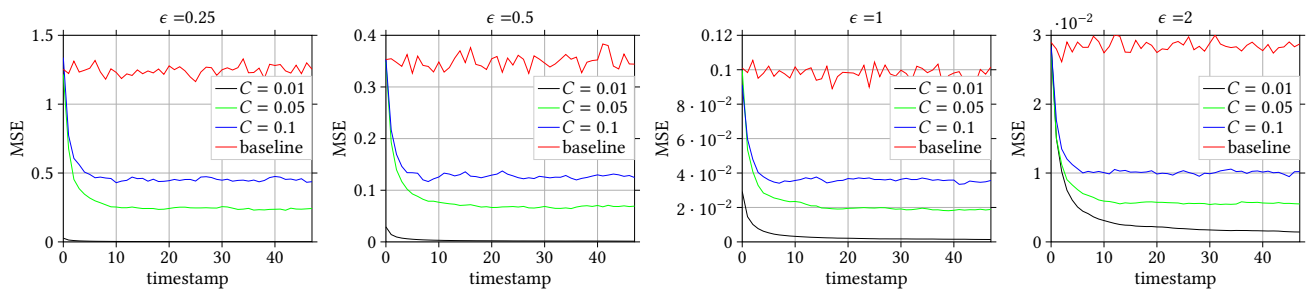 ϵ =0.25
1.5
1
0.5
0
MSE
0 10 20 30 40
timestamp
C = 0.01
C = 0.05
C = 0.1
baseline
ϵ =0.5
0.4
0.3
0.2
0.1
0
MSE
0 10 20 30 40
timestamp
C = 0.01
C = 0.05
C = 0.1
baseline
ϵ =1
0.12
0.1
8 · 10⁻²
6 · 10⁻²
4 · 10⁻²
2 · 10⁻²
0
MSE
0 10 20 30 40
timestamp
C = 0.01
C = 0.05
C = 0.1
baseline
·10⁻²
ϵ =2
3
2
1
0
MSE
0 10 20 30 40
timestamp
C = 0.01
C = 0.05
C = 0.1
baseline